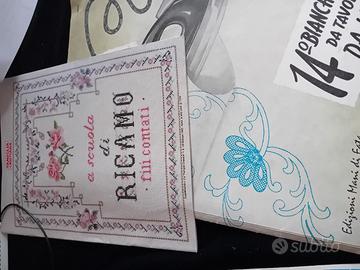 a scuola
di
RICAMO
fili contati
14° BIANCH
DA TAVO
DA
Edizioni Mani di Fata
subito